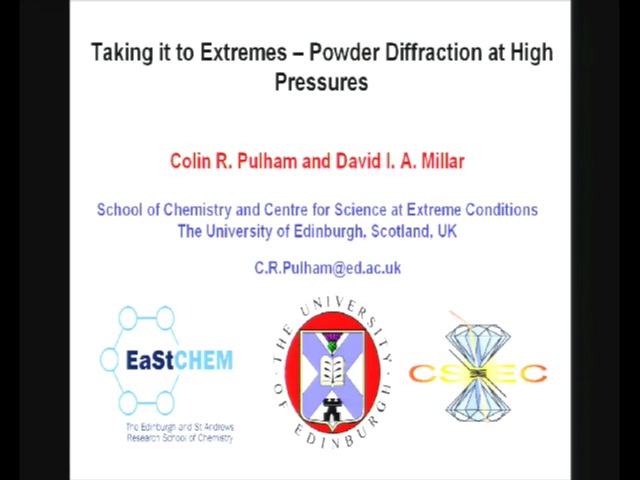 Taking it to Extremes – Powder Diffraction at High
Pressures
Colin R. Pulham and David I. A. Millar
School of Chemistry and Centre for Science at Extreme Conditions
The University of Edinburgh, Scotland, UK
C.R.Pulham@ed.ac.uk
EaStCHEM
The Edinburgh and St Andrews
Research School of Chemistry
THE UNIVERSITY OF EDINBURGH
CSEC